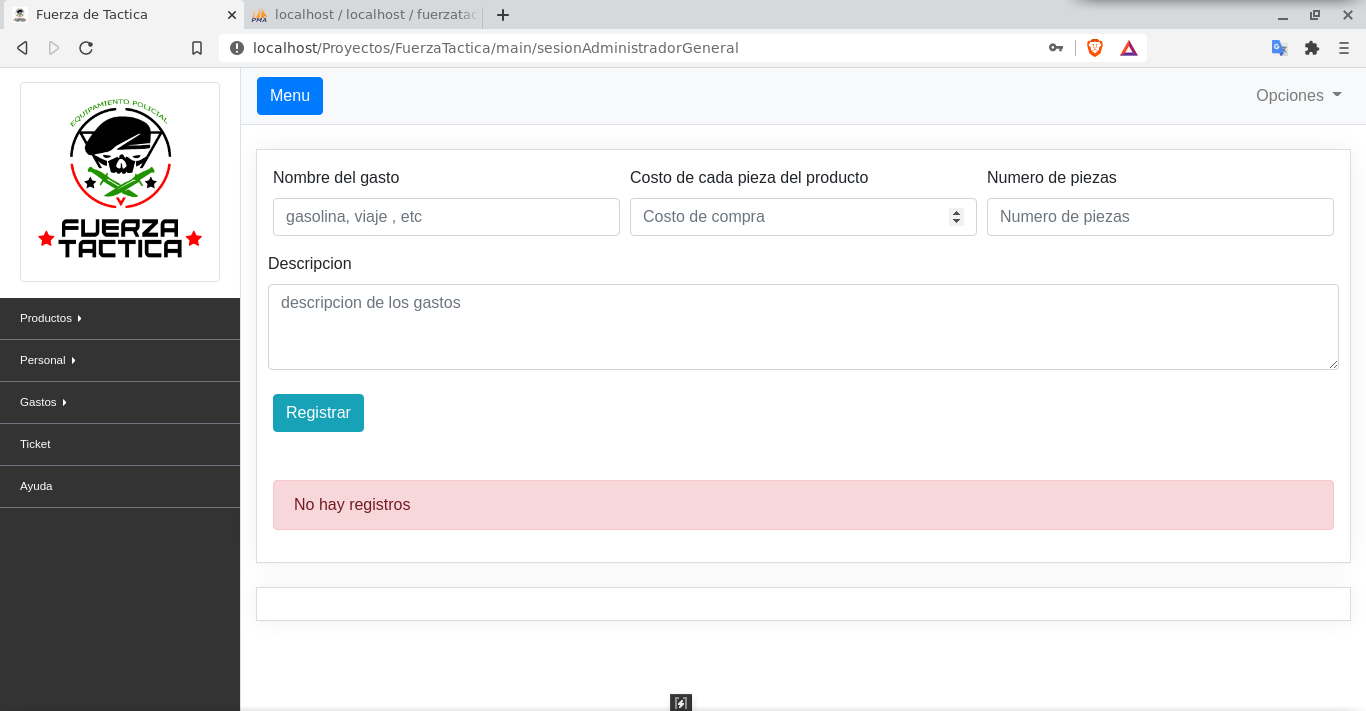 Fuerza de Tactica
localhost / localhost / fuerzatac
localhost/Proyectos/FuerzaTactica/main/sesionAdministradorGeneral
EQUIPAMIENTO POLICIAL
FUERZA
TACTICA
Menu
Opciones
Productos
Personal
Gastos
Ticket
Ayuda
Nombre del gasto
Costo de cada pieza del producto
Numero de piezas
gasolina, viaje , etc
Costo de compra
Numero de piezas
Descripcion
descripcion de los gastos
Registrar
No hay registros